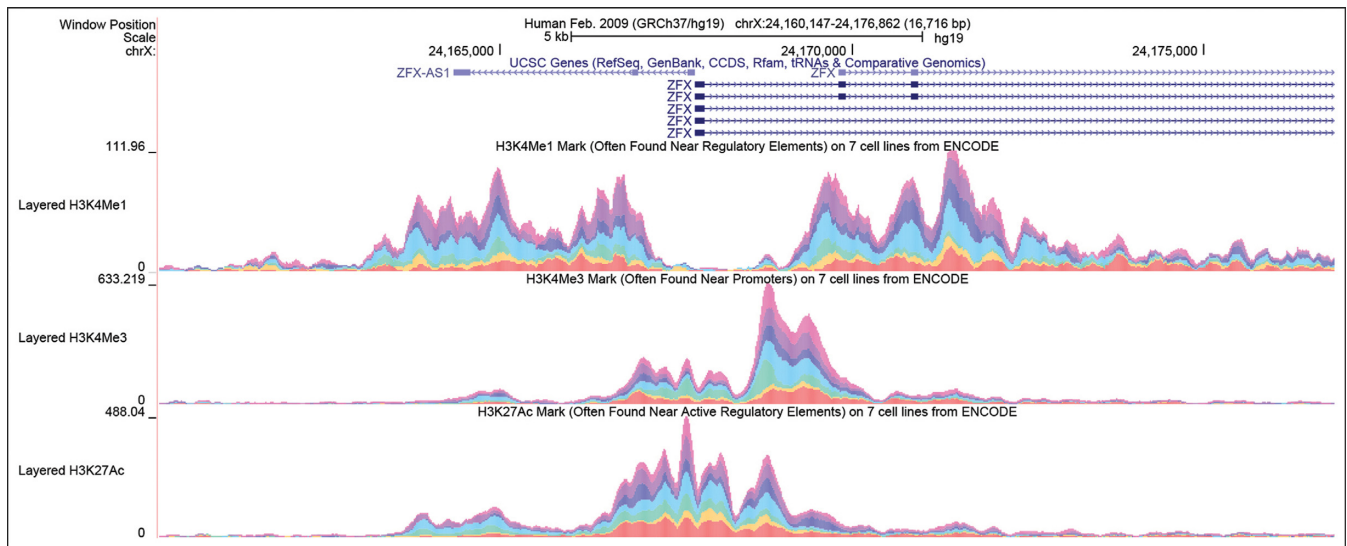 Window Position Human Feb. 2009 (GRCh37/hg19) chrX:24,160,147-24,176,862 (16,716 bp)
Scale 5 kb hg19
chrX: 24,165,000 24,170,000 24,175,000
UCSC Genes (RefSeq, GenBank, CCDS, Rfam, tRNAs & Comparative Genomics)
ZFX-AS1 ZFX
ZFX
ZFX
ZFX
ZFX
ZFX
H3K4Me1 Mark (Often Found Near Regulatory Elements) on 7 cell lines from ENCODE
111.96
Layered H3K4Me1
0
H3K4Me3 Mark (Often Found Near Promoters) on 7 cell lines from ENCODE
633.219
Layered H3K4Me3
0
H3K27Ac Mark (Often Found Near Active Regulatory Elements) on 7 cell lines from ENCODE
488.04
Layered H3K27Ac
0